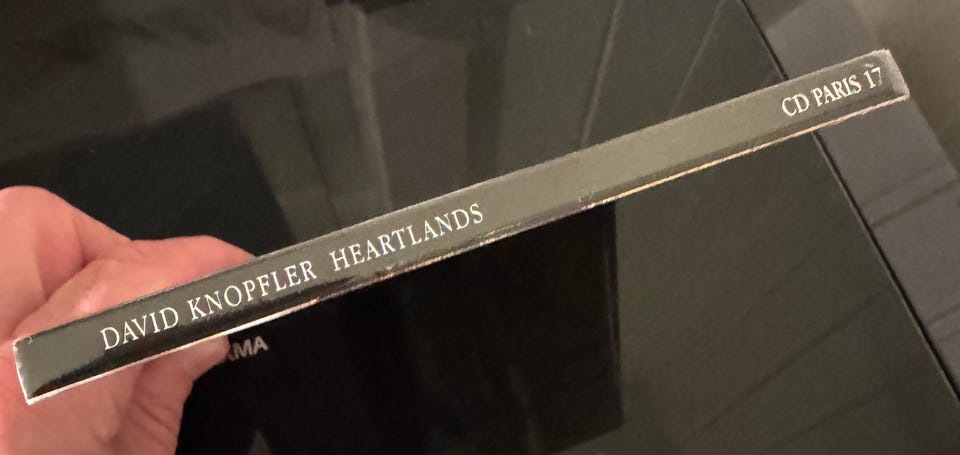 DAVID KNOPFLER HEARTLANDS
CD PARIS 17